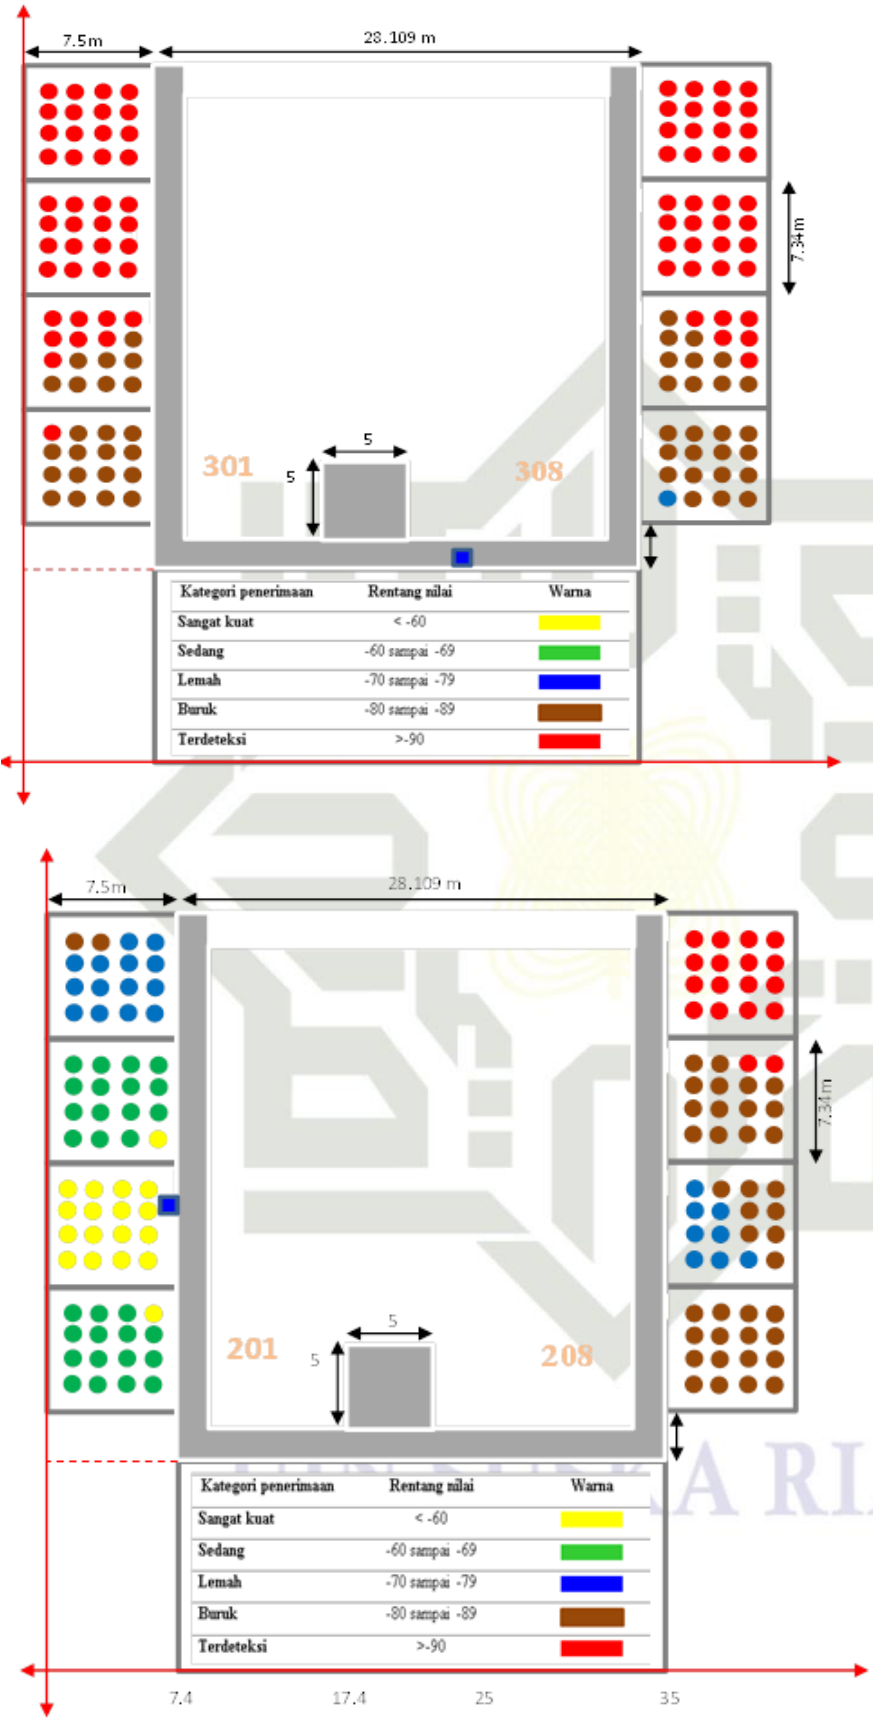 7.5m
28.109 m
7.34m
5
5
301
308
Kategori penerimaan Rentang nilai Warna
Sangat kuat < -60
Sedang -60 sampai -69
Lemah -70 sampai -79
Buruk -80 sampai -89
Terdeteksi >-90
7.5m
28.109 m
7.34m
5
5
201
208
KA RI
Kategori penerimaan Rentang nilai Warna
Sangat kuat < -60
Sedang -60 sampai -69
Lemah -70 sampai -79
Buruk -80 sampai -89
Terdeteksi >-90
7.4 17.4 25 35